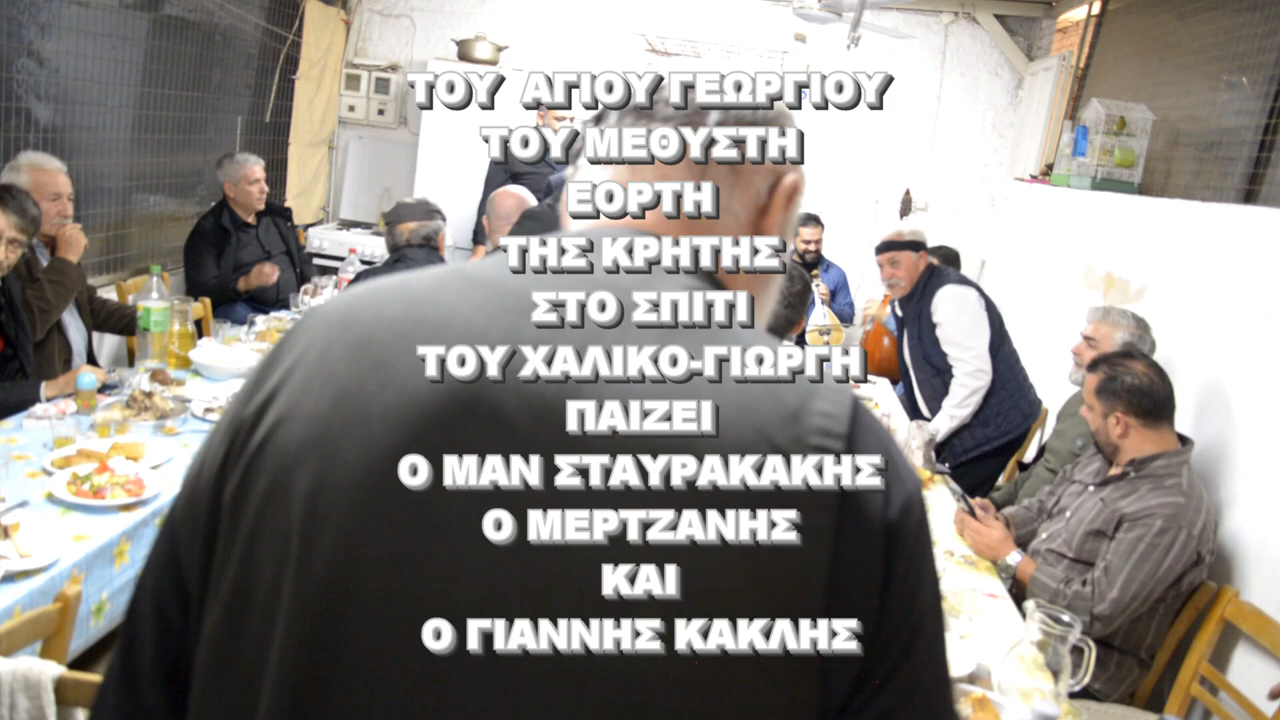 ΤΟΥ ΑΓΙΟΥ ΓΕΩΡΓΙΟΥ
ΤΟΥ ΜΕΘΥΣΤΗ
ΕΟΡΤΗ
ΤΗΣ ΚΡΗΤΗΣ
ΣΤΟ ΣΠΙΤΙ
ΤΟΥ ΧΑΛΙΚΟ-ΓΙΩΡΓΗ
ΠΑΙΖΕΙ
Ο ΜΑΝ ΣΤΑΥΡΑΚΑΚΗΣ
Ο ΜΕΡΤΖΑΝΗΣ
ΚΑΙ
Ο ΓΙΑΝΝΗΣ ΚΑΚΛΗΣ